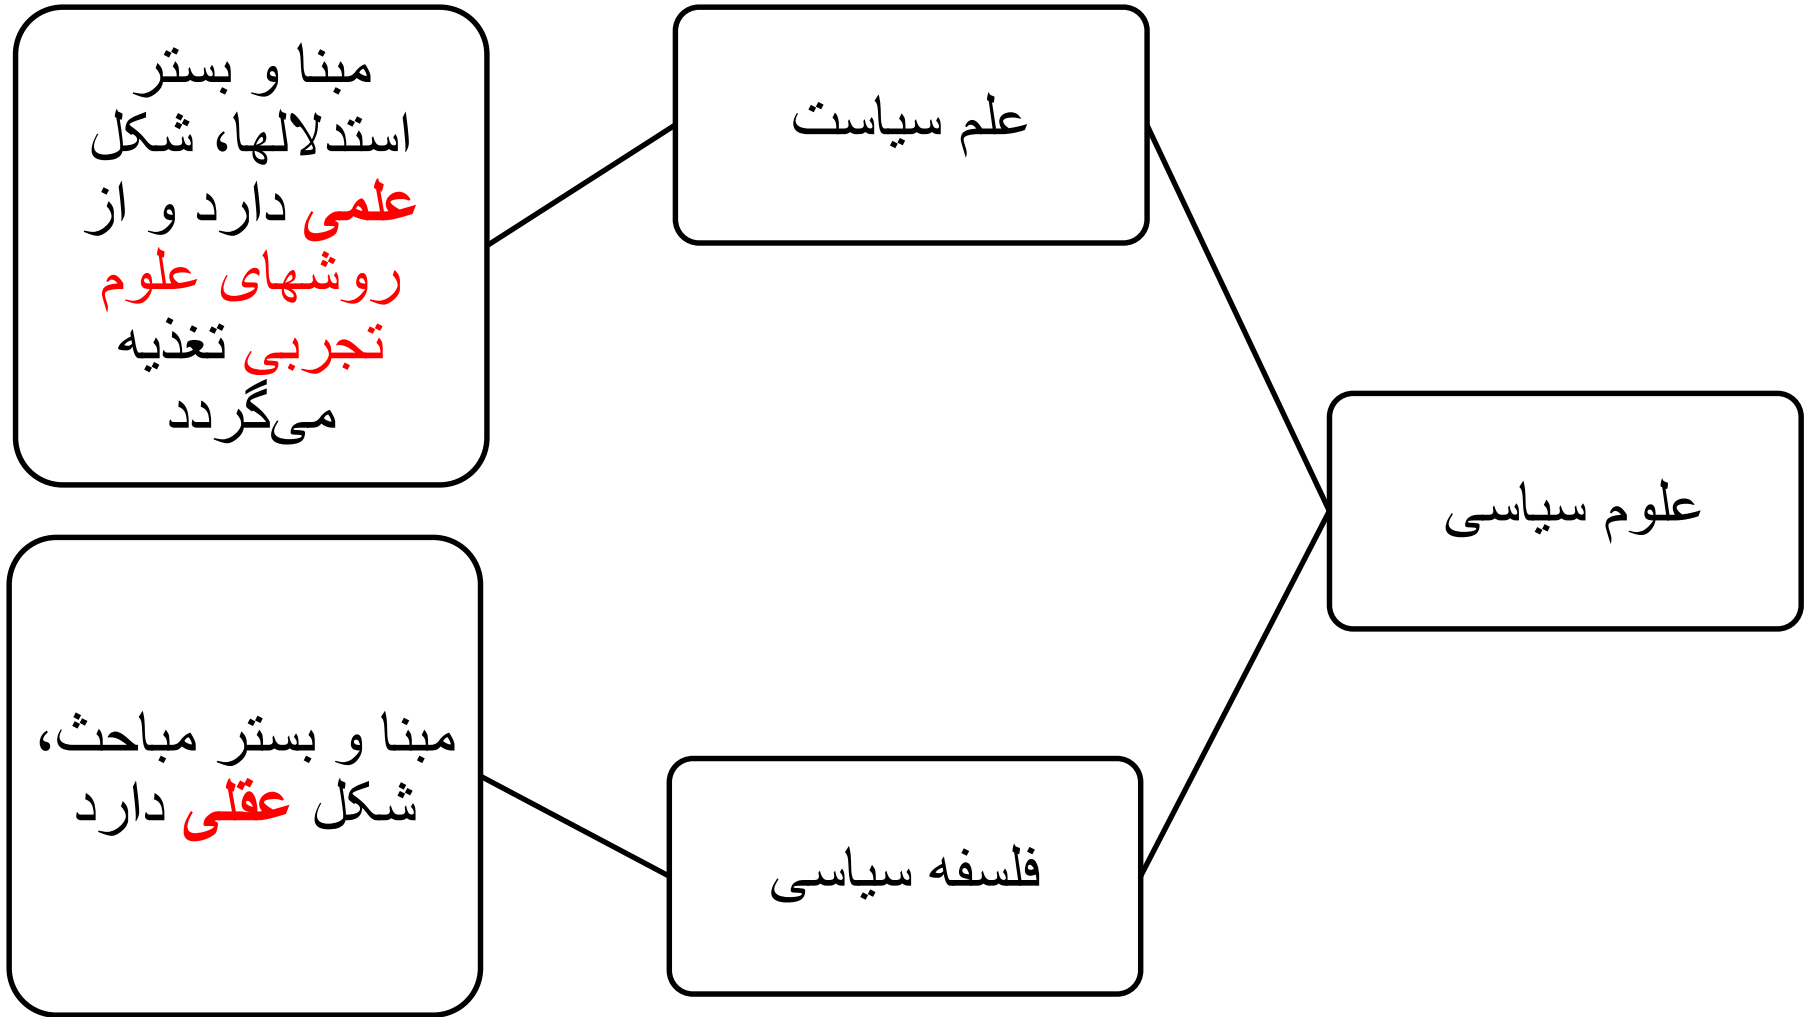 علوم سیاسی
علم سیاست
مبنا و بستر
استدلالها، شکل
علمی دارد و از
روشهای علوم
تجربی تغذیه
می‌گردد
فلسفه سیاسی
مبنا و بستر مباحث،
شکل عقلی دارد